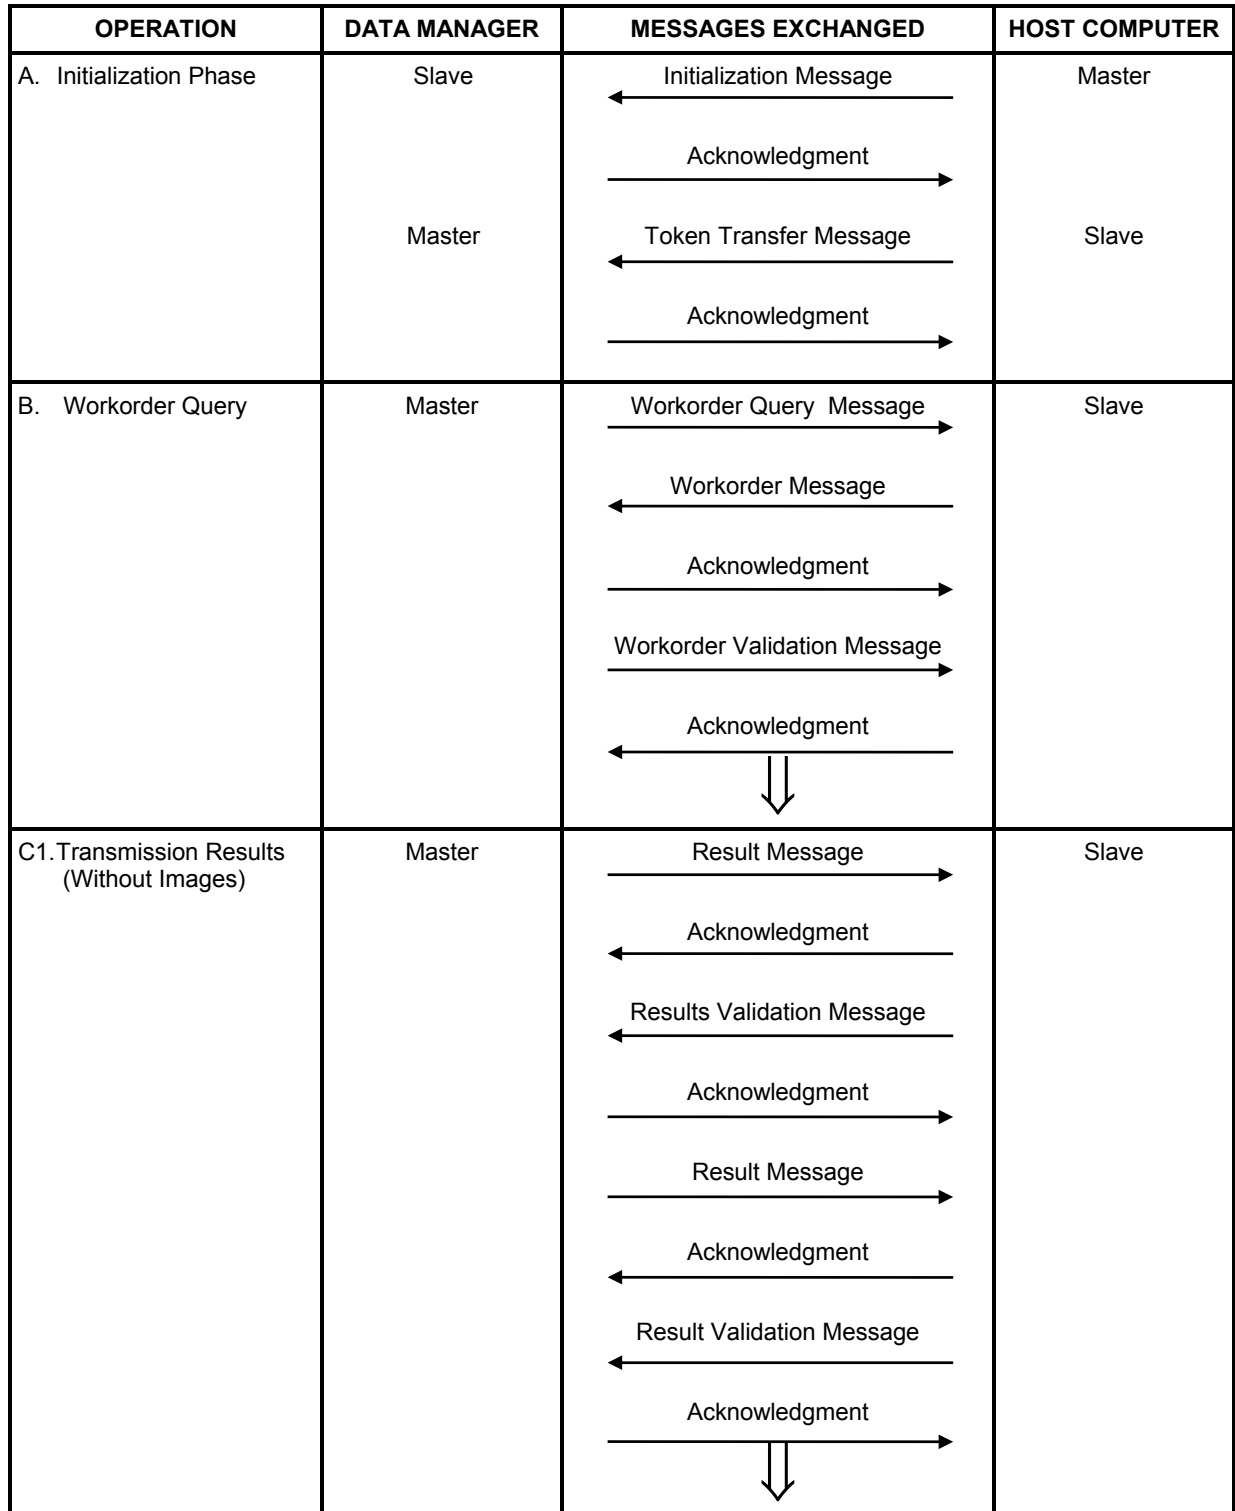 OPERATION DATA MANAGER MESSAGES EXCHANGED HOST COMPUTER
A. Initialization Phase Slave Initialization Message Master
Acknowledgment
Master Token Transfer Message Slave
Acknowledgment
B. Workorder Query Master Workorder Query Message Slave
Workorder Message
Acknowledgment
Workorder Validation Message
Acknowledgment
C1. Transmission Results Master Result Message Slave
(Without Images)
Acknowledgment
Results Validation Message
Acknowledgment
Result Message
Acknowledgment
Result Validation Message
Acknowledgment